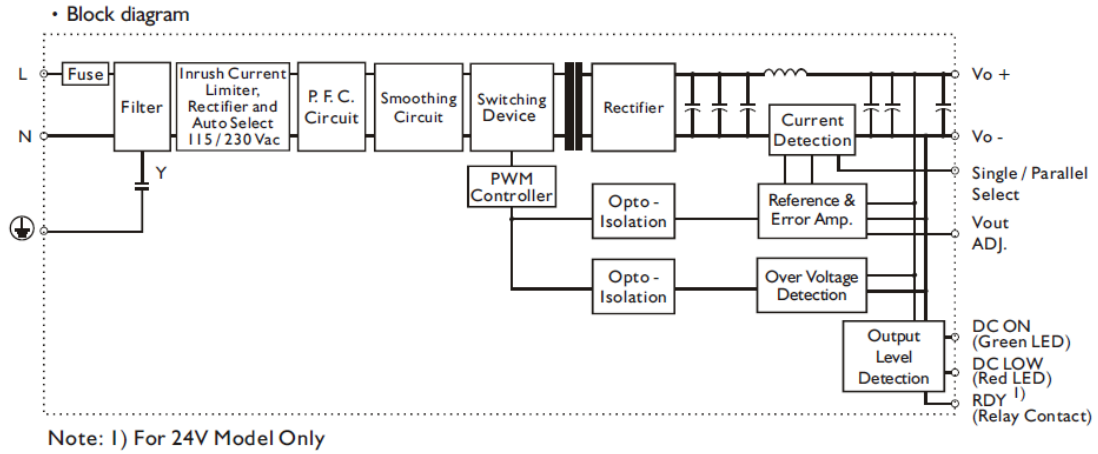 • Block diagram
L
Fuse
N
Filter
Y
Inrush Current
Limiter,
Rectifier and
Auto Select
115 / 230 Vac
P. F. C.
Circuit
Smoothing
Circuit
Switching
Device
PWM
Controller
Rectifier
Opto -
Isolation
Opto -
Isolation
Current
Detection
Reference &
Error Amp.
Over Voltage
Detection
Output
Level
Detection
Vo +
Vo -
Single / Parallel
Select
Vout
ADJ.
DC ON
(Green LED)
DC LOW
(Red LED)
RDY 1)
(Relay Contact)
Note: 1) For 24V Model Only